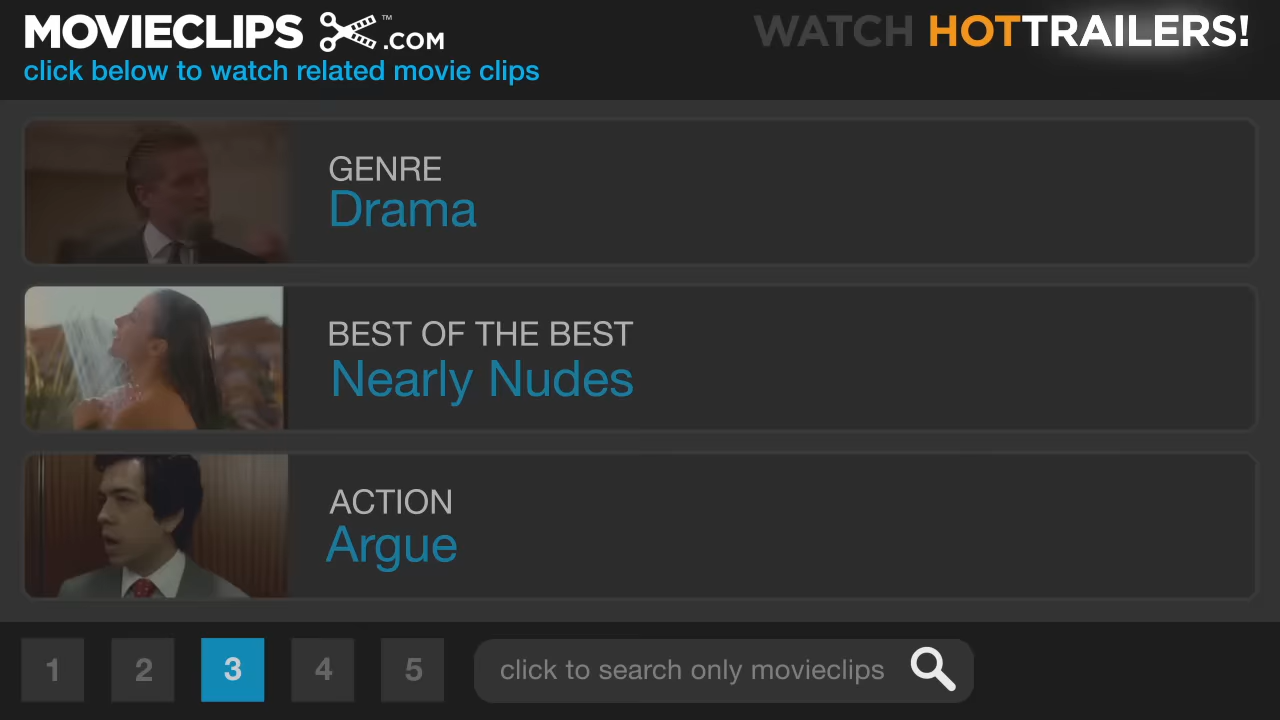 MOVIECLIPS ™ .COM
WATCH HOTTRAILERS!
click below to watch related movie clips
GENRE
Drama
BEST OF THE BEST
Nearly Nudes
ACTION
Argue
1 2 3 4 5
click to search only movieclips